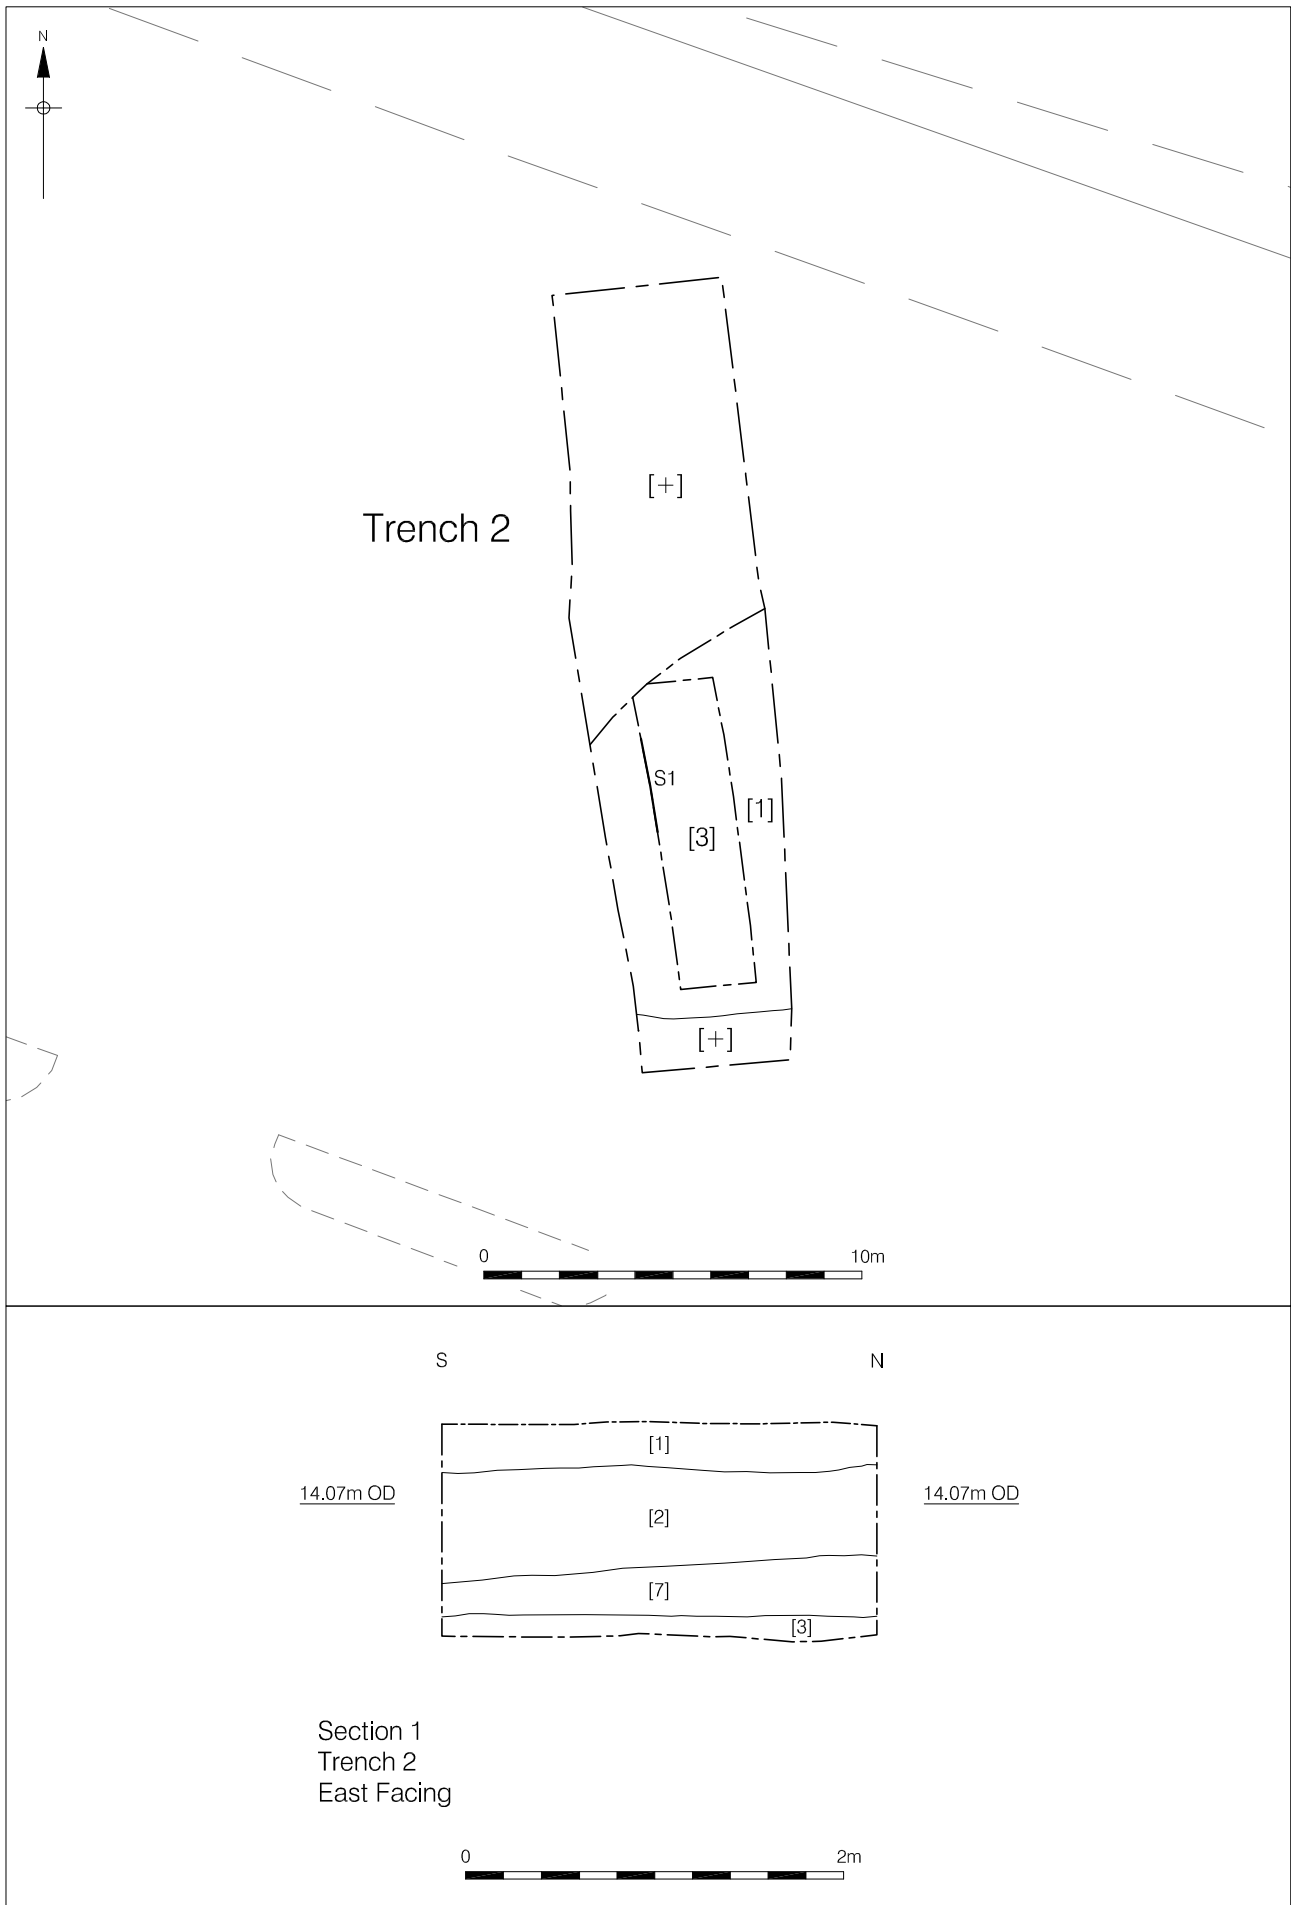 N
[+]
Trench 2
S1
[1]
[3]
[+]
0 10m
S N
[1]
14.07m OD 14.07m OD
[2]
[7]
[3]
Section 1
Trench 2
East Facing
0 2m